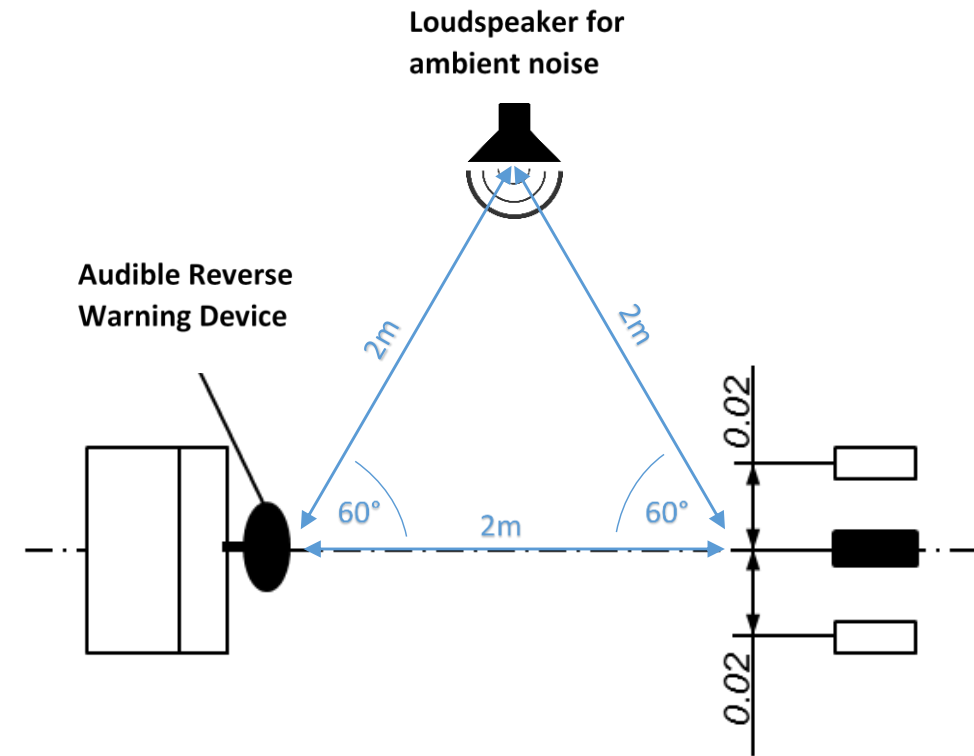 Loudspeaker for
ambient noise
Audible Reverse
Warning Device
2m
2m
60°
2m
60°
0.02
0.02